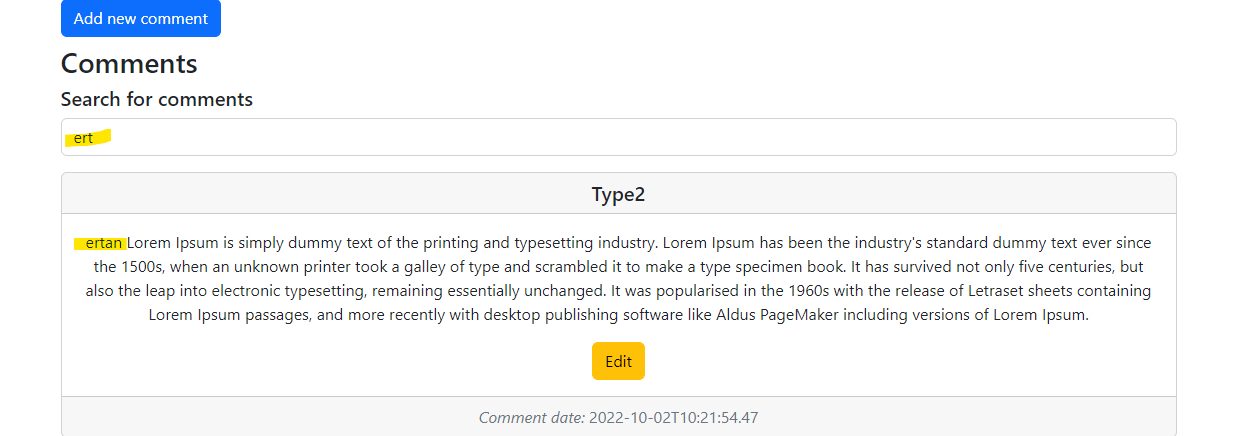 Add new comment
Comments
Search for comments
ert
Type2
ertan Lorem Ipsum is simply dummy text of the printing and typesetting industry. Lorem Ipsum has been the industry's standard dummy text ever since
the 1500s, when an unknown printer took a galley of type and scrambled it to make a type specimen book. It has survived not only five centuries, but
also the leap into electronic typesetting, remaining essentially unchanged. It was popularised in the 1960s with the release of Letraset sheets containing
Lorem Ipsum passages, and more recently with desktop publishing software like Aldus PageMaker including versions of Lorem Ipsum.
Edit
Comment date: 2022-10-02T10:21:54.47